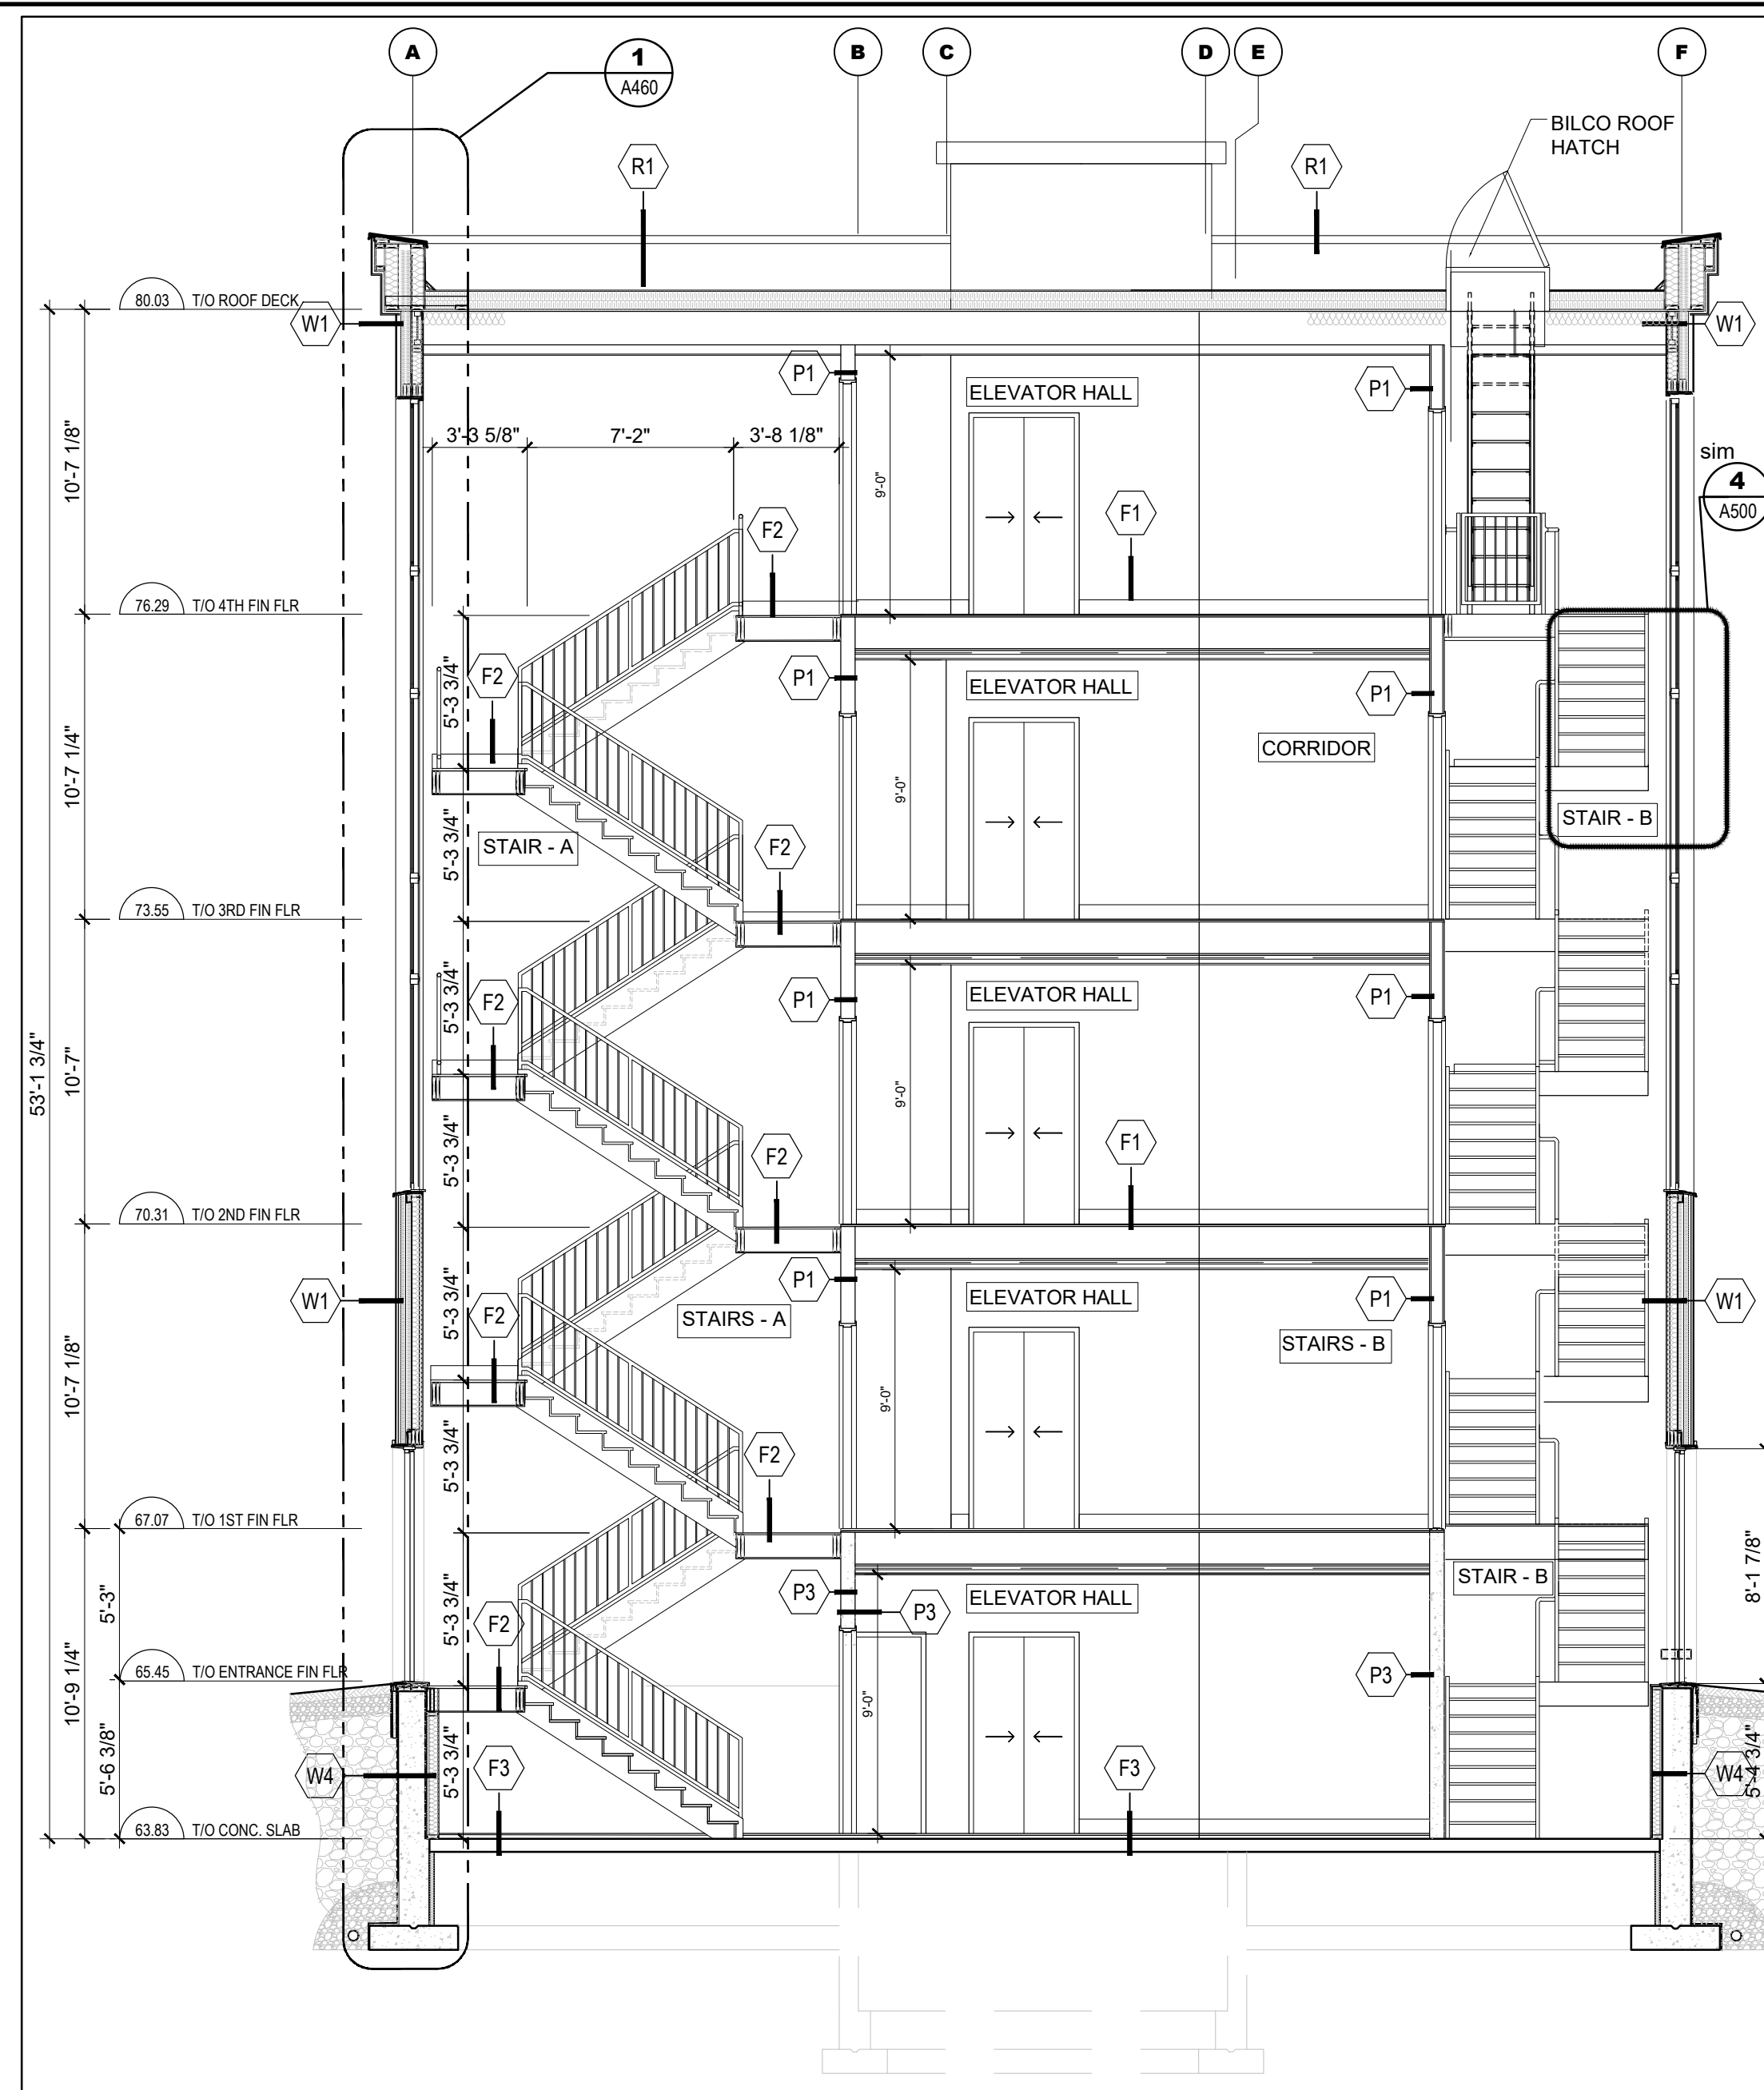 A
1
A460
B
C
D
E
F
BILCO ROOF
HATCH
R1
R1
80.03 T/O ROOF DECK
W1
W1
P1
ELEVATOR HALL
P1
3'-3 5/8"
7'-2"
3'-8 1/8"
10'-7 1/8"
9'-0"
sim
4
A500
F2
F1
76.29 T/O 4TH FIN FLR
F2
5'-3 3/4"
P1
ELEVATOR HALL
P1
10'-7 1/4"
CORRIDOR
9'-0"
STAIR - A
5'-3 3/4"
F2
STAIR - B
73.55 T/O 3RD FIN FLR
F2
5'-3 3/4"
P1
ELEVATOR HALL
P1
53'-1 3/4"
10'-7"
9'-0"
5'-3 3/4"
F2
F1
70.31 T/O 2ND FIN FLR
W1
F2
5'-3 3/4"
STAIRS - A
P1
ELEVATOR HALL
P1
STAIRS - B
W1
10'-7 1/8"
9'-0"
5'-3 3/4"
F2
67.07 T/O 1ST FIN FLR
5'-3"
5'-3 3/4"
F2
P3
P3
ELEVATOR HALL
STAIR - B
8'-1 7/8"
65.45 T/O ENTRANCE FIN FLR
P3
10'-9 1/4"
9'-0"
5'-6 3/8"
W4
5'-3 3/4"
F3
F3
W4
5'-4 3/4"
63.83 T/O CONC. SLAB